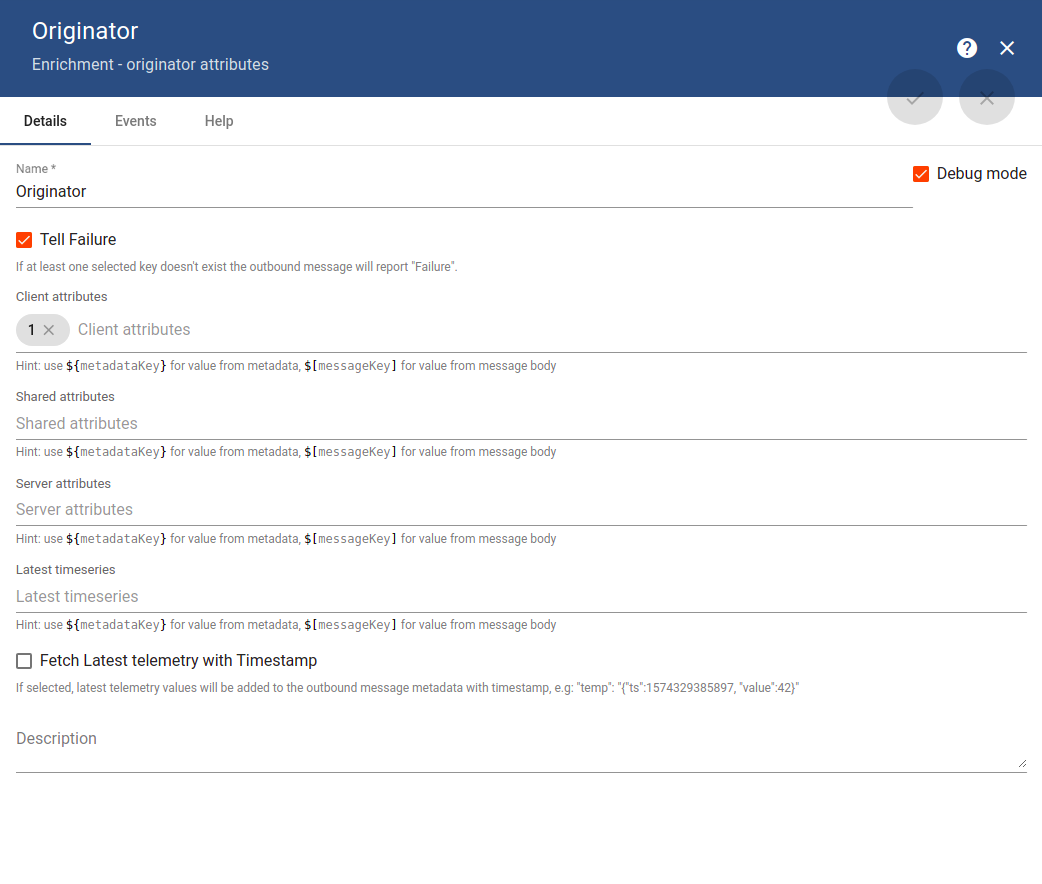 Originator
Enrichment - originator attributes
?
Details Events Help
Name *
Originator
Debug mode
Tell Failure
If at least one selected key doesn't exist the outbound message will report "Failure".
Client attributes
1 Client attributes
Hint: use ${metadataKey} for value from metadata, $[messageKey] for value from message body
Shared attributes
Shared attributes
Hint: use ${metadataKey} for value from metadata, $[messageKey] for value from message body
Server attributes
Server attributes
Hint: use ${metadataKey} for value from metadata, $[messageKey] for value from message body
Latest timeseries
Latest timeseries
Hint: use ${metadataKey} for value from metadata, $[messageKey] for value from message body
Fetch Latest telemetry with Timestamp
If selected, latest telemetry values will be added to the outbound message metadata with timestamp, e.g: "temp": "{"ts":1574329385897, "value":42}"
Description